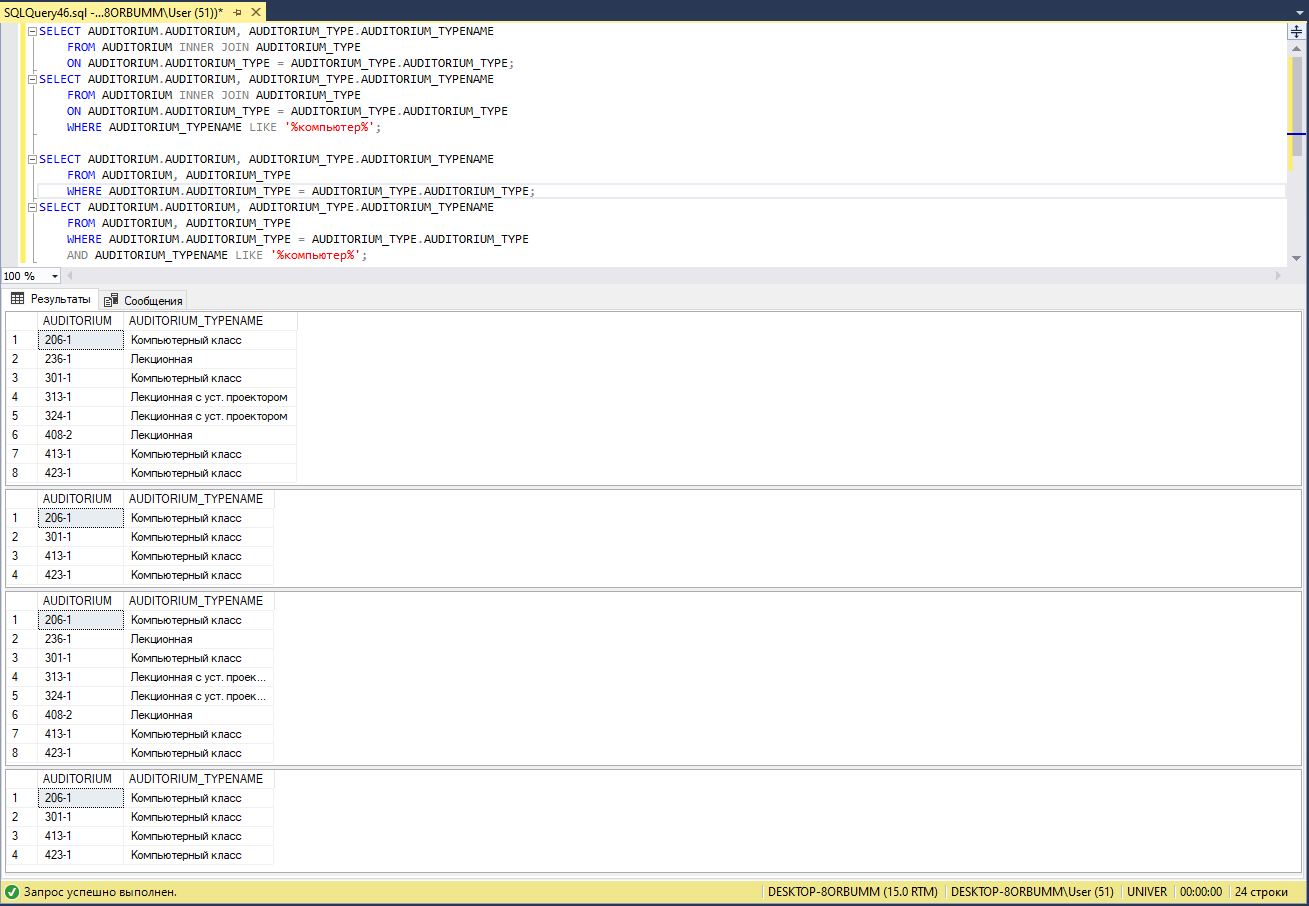 SQLQuery46.sql -...8ORBUMM\User (51))*
SELECT AUDITORIUM.AUDITORIUM, AUDITORIUM_TYPE.AUDITORIUM_TYPENAME
FROM AUDITORIUM INNER JOIN AUDITORIUM_TYPE
ON AUDITORIUM.AUDITORIUM_TYPE = AUDITORIUM_TYPE.AUDITORIUM_TYPE;
SELECT AUDITORIUM.AUDITORIUM, AUDITORIUM_TYPE.AUDITORIUM_TYPENAME
FROM AUDITORIUM INNER JOIN AUDITORIUM_TYPE
ON AUDITORIUM.AUDITORIUM_TYPE = AUDITORIUM_TYPE.AUDITORIUM_TYPE
WHERE AUDITORIUM_TYPENAME LIKE '%компьютер%';
SELECT AUDITORIUM.AUDITORIUM, AUDITORIUM_TYPE.AUDITORIUM_TYPENAME
FROM AUDITORIUM, AUDITORIUM_TYPE
WHERE AUDITORIUM.AUDITORIUM_TYPE = AUDITORIUM_TYPE.AUDITORIUM_TYPE;
SELECT AUDITORIUM.AUDITORIUM, AUDITORIUM_TYPE.AUDITORIUM_TYPENAME
FROM AUDITORIUM, AUDITORIUM_TYPE
WHERE AUDITORIUM.AUDITORIUM_TYPE = AUDITORIUM_TYPE.AUDITORIUM_TYPE
AND AUDITORIUM_TYPENAME LIKE '%компьютер%';
100 %
Результаты Сообщения
AUDITORIUM AUDITORIUM_TYPENAME
1 206-1 Компьютерный класс
2 236-1 Лекционная
3 301-1 Компьютерный класс
4 313-1 Лекционная с уст. проектором
5 324-1 Лекционная с уст. проектором
6 408-2 Лекционная
7 413-1 Компьютерный класс
8 423-1 Компьютерный класс
AUDITORIUM AUDITORIUM_TYPENAME
1 206-1 Компьютерный класс
2 301-1 Компьютерный класс
3 413-1 Компьютерный класс
4 423-1 Компьютерный класс
AUDITORIUM AUDITORIUM_TYPENAME
1 206-1 Компьютерный класс
2 236-1 Лекционная
3 301-1 Компьютерный класс
4 313-1 Лекционная с уст. проек...
5 324-1 Лекционная с уст. проек...
6 408-2 Лекционная
7 413-1 Компьютерный класс
8 423-1 Компьютерный класс
AUDITORIUM AUDITORIUM_TYPENAME
1 206-1 Компьютерный класс
2 301-1 Компьютерный класс
3 413-1 Компьютерный класс
4 423-1 Компьютерный класс
Запрос успешно выполнен. DESKTOP-8ORBUMM (15.0 RTM) DESKTOP-8ORBUMM\User (51) UNIVER 00:00:00 24 строки